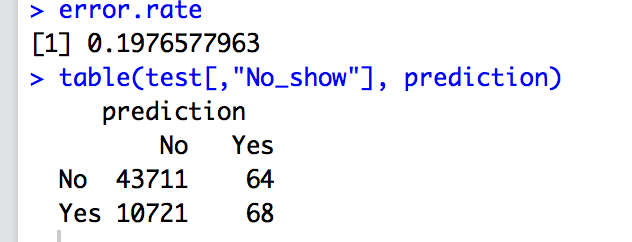 > error.rate
[1] 0.1976577963
> table(test[,"No_show"], prediction)
prediction
No Yes
No 43711 64
Yes 10721 68